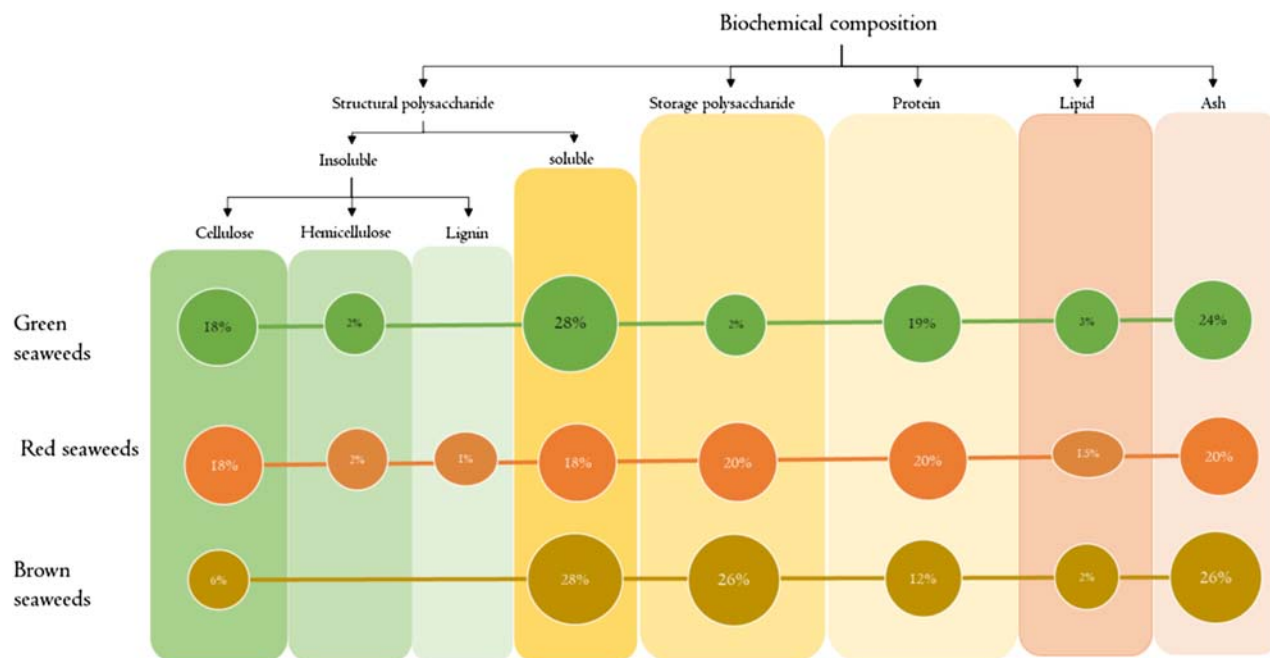 Biochemical composition
Structural polysaccharide
Storage polysaccharide
Protein
Lipid
Ash
Insoluble
soluble
Cellulose
Hemicellulose
Lignin
Green
seaweeds
18%
2%
28%
2%
19%
3%
24%
Red seaweeds
18%
2%
1%
18%
20%
20%
1.5%
20%
Brown
seaweeds
6%
28%
26%
12%
2%
26%